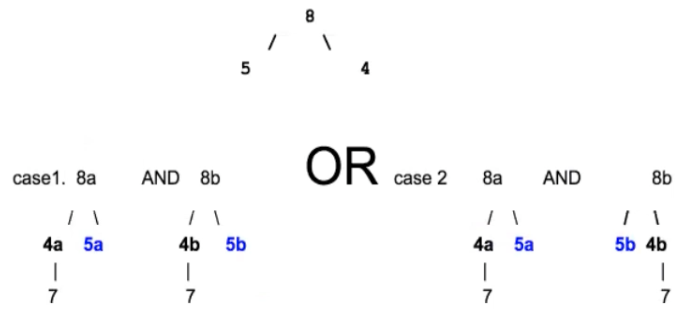 8
/ \
5 4
OR
case1. 8a AND 8b case 2 8a AND 8b
/ \ / \ / \ / \
4a 5a 4b 5b 4a 5a 5b 4b
| | | |
7 7 7 7